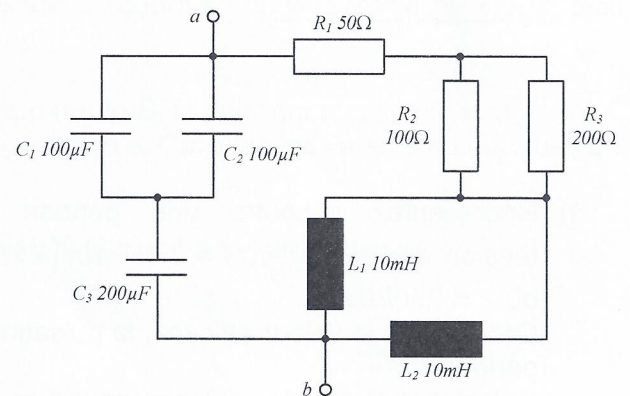 a
R1 50Ω
C1 100µF
C2 100µF
R2
100Ω
R3
200Ω
C3 200µF
L1 10mH
L2 10mH
b